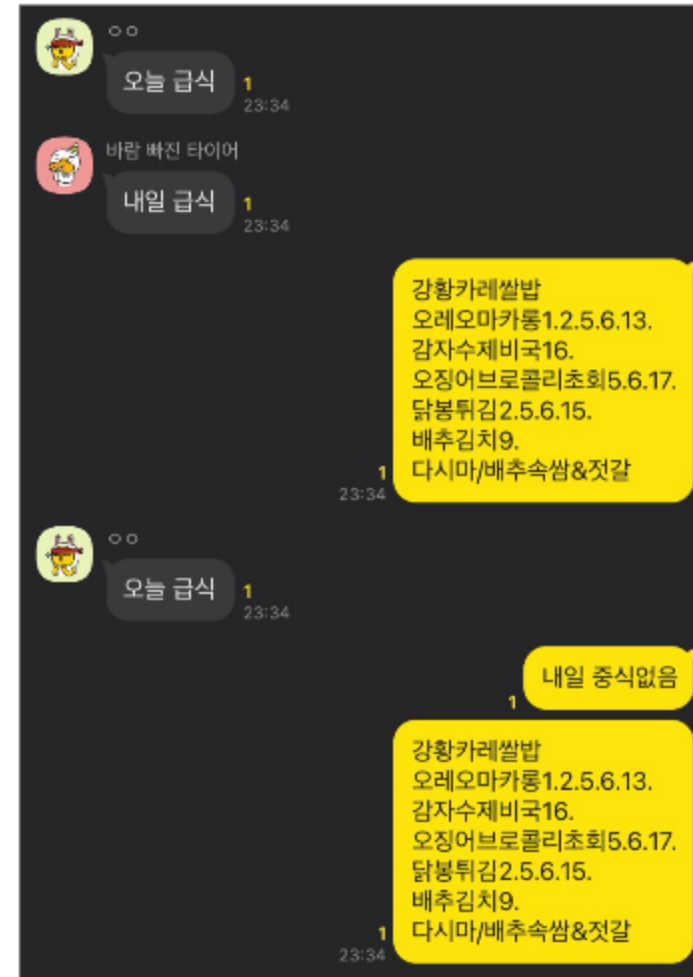 ㅇㅇ
오늘 급식
1
23:34
바람 빠진 타이어
내일 급식
1
23:34
강황카레쌀밥
오레오마카롱1.2.5.6.13.
감자수제비국16.
오징어브로콜리초회5.6.17.
닭봉튀김2.5.6.15.
배추김치9.
다시마/배추속쌈&젓갈
1
23:34
ㅇㅇ
오늘 급식
1
23:34
내일 중식없음
1
강황카레쌀밥
오레오마카롱1.2.5.6.13.
감자수제비국16.
오징어브로콜리초회5.6.17.
닭봉튀김2.5.6.15.
배추김치9.
다시마/배추속쌈&젓갈
1
23:34